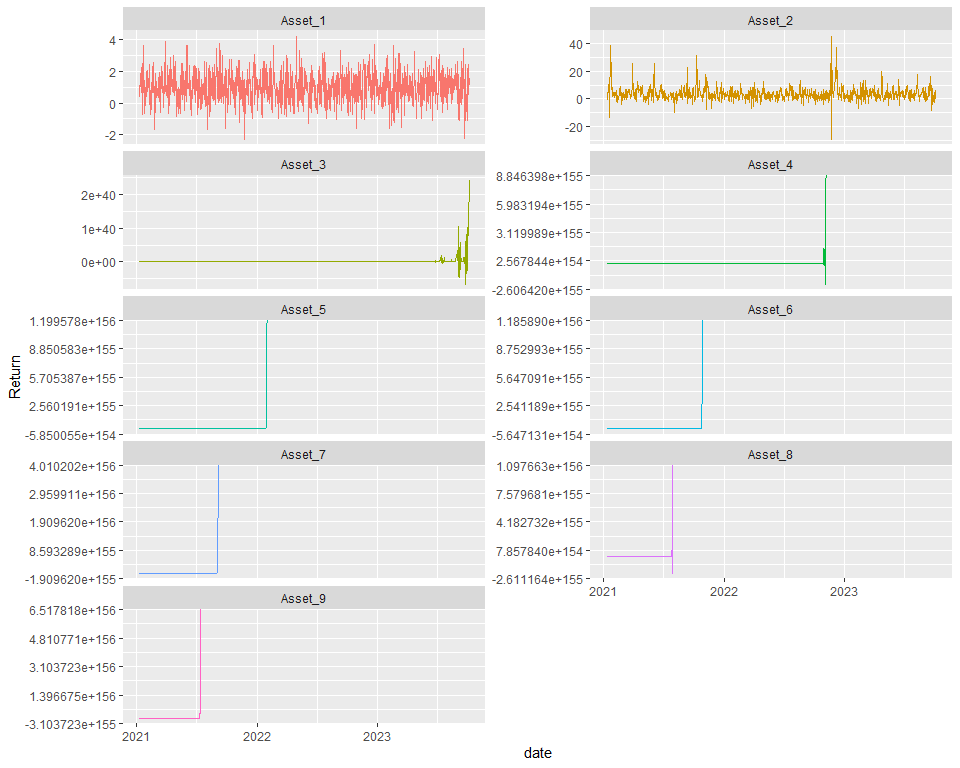 Asset_1
Asset_2
4
2
0
-2
40
20
0
-20
Asset_3
Asset_4
2e+40
1e+40
0e+00
8.846398e+155
5.983194e+155
3.119989e+155
2.567844e+154
-2.606420e+155
Asset_5
Asset_6
1.199578e+156
8.850583e+155
5.705387e+155
2.560191e+155
-5.850055e+154
1.185890e+156
8.752993e+155
5.647091e+155
2.541189e+155
-5.647131e+154
Asset_7
Asset_8
4.010202e+156
2.959911e+156
1.909620e+156
8.593289e+155
-1.909620e+155
1.097663e+156
7.579681e+155
4.182732e+155
7.857840e+154
-2.611164e+155
2021
2022
2023
Asset_9
6.517818e+156
4.810771e+156
3.103723e+156
1.396675e+156
-3.103723e+155
2021
2022
2023
Return
date